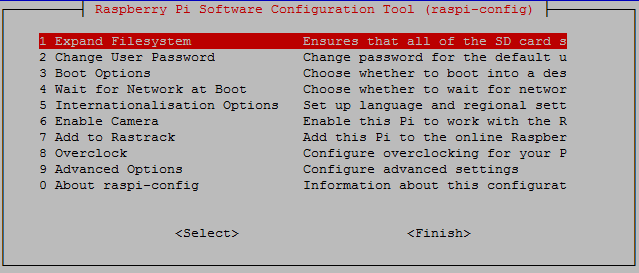 Raspberry Pi Software Configuration Tool (raspi-config)
1 Expand Filesystem Ensures that all of the SD card s
2 Change User Password Change password for the default u
3 Boot Options Choose whether to boot into a des
4 Wait for Network at Boot Choose whether to wait for networ
5 Internationalisation Options Set up language and regional sett
6 Enable Camera Enable this Pi to work with the R
7 Add to Rastrack Add this Pi to the online Raspber
8 Overclock Configure overclocking for your P
9 Advanced Options Configure advanced settings
0 About raspi-config Information about this configurat
<Select> <Finish>